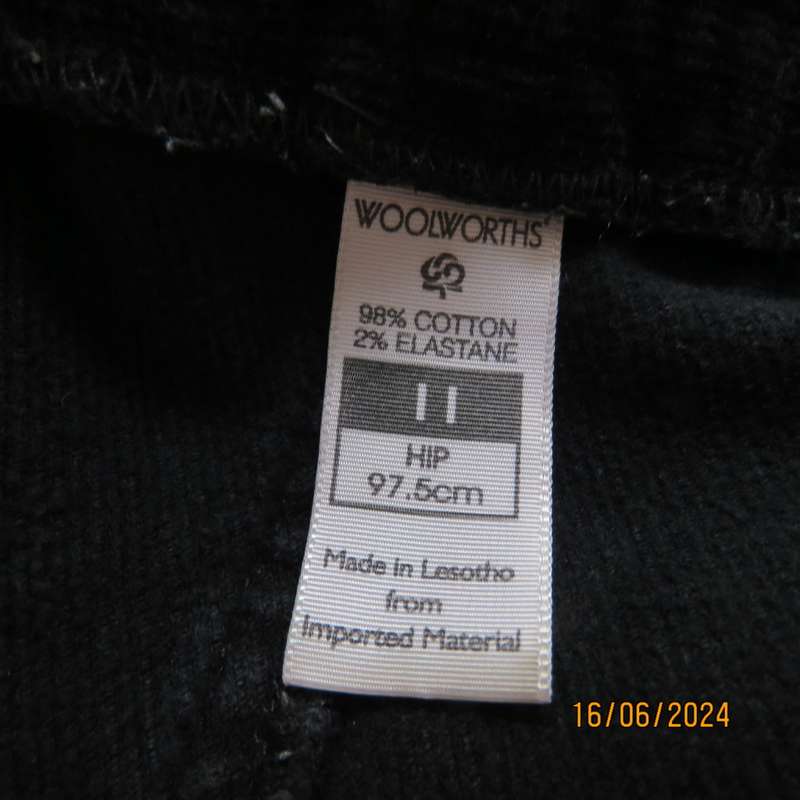 WOOLWORTHS
98% COTTON
2% ELASTANE
11
HIP
97.5cm
Made in Lesotho
from
Imported Material
16/06/2024